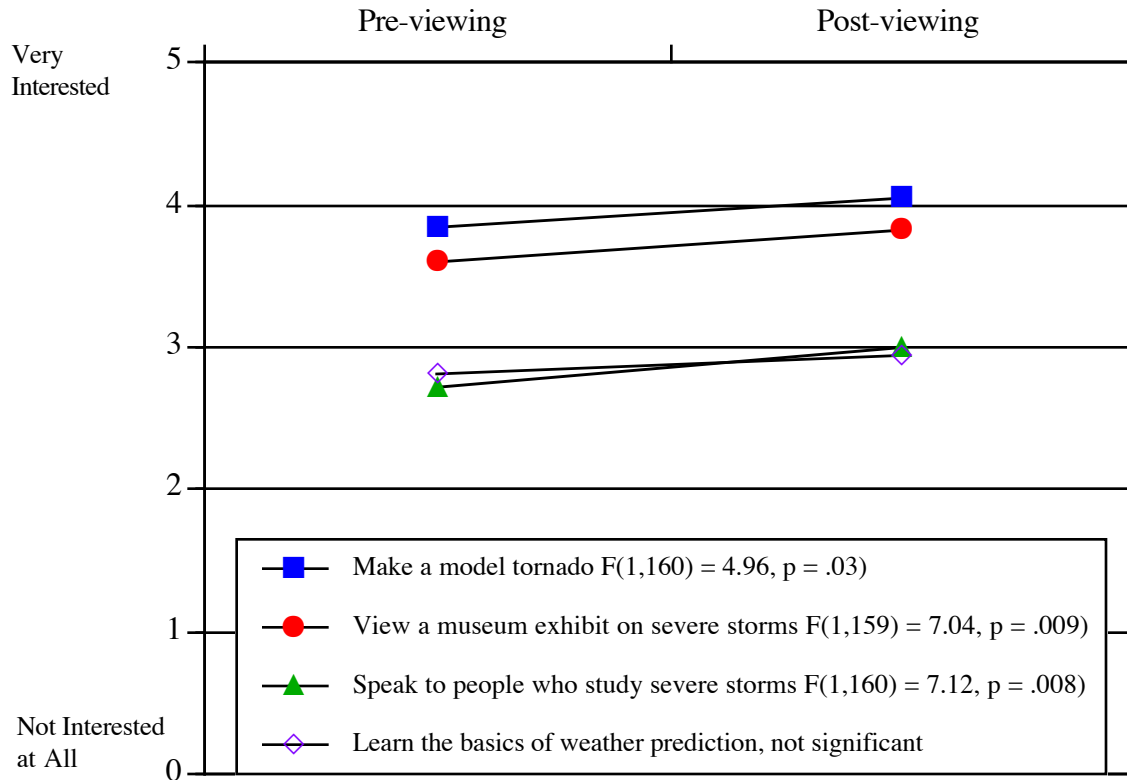 Pre-viewing
Post-viewing
Very
Interested
5
4
3
2
1
Make a model tornado F(1,160) = 4.96, p = .03)
View a museum exhibit on severe storms F(1,159) = 7.04, p = .009)
Speak to people who study severe storms F(1,160) = 7.12, p = .008)
Learn the basics of weather prediction, not significant
Not Interested
at All
0